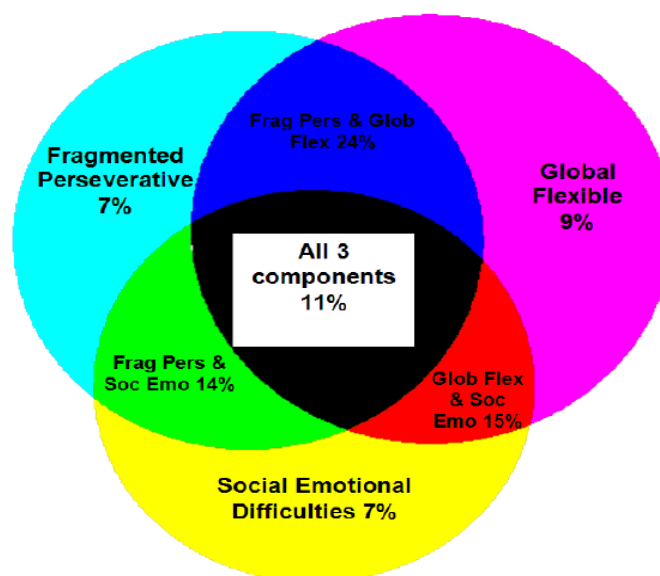 Frag Pers & Glob
Flex 24%
Fragmented
Perseverative
7%
Global
Flexible
9%
All 3
components
11%
Frag Pers &
Soc Emo 14%
Glob Flex
& Soc
Emo 15%
Social Emotional
Difficulties 7%